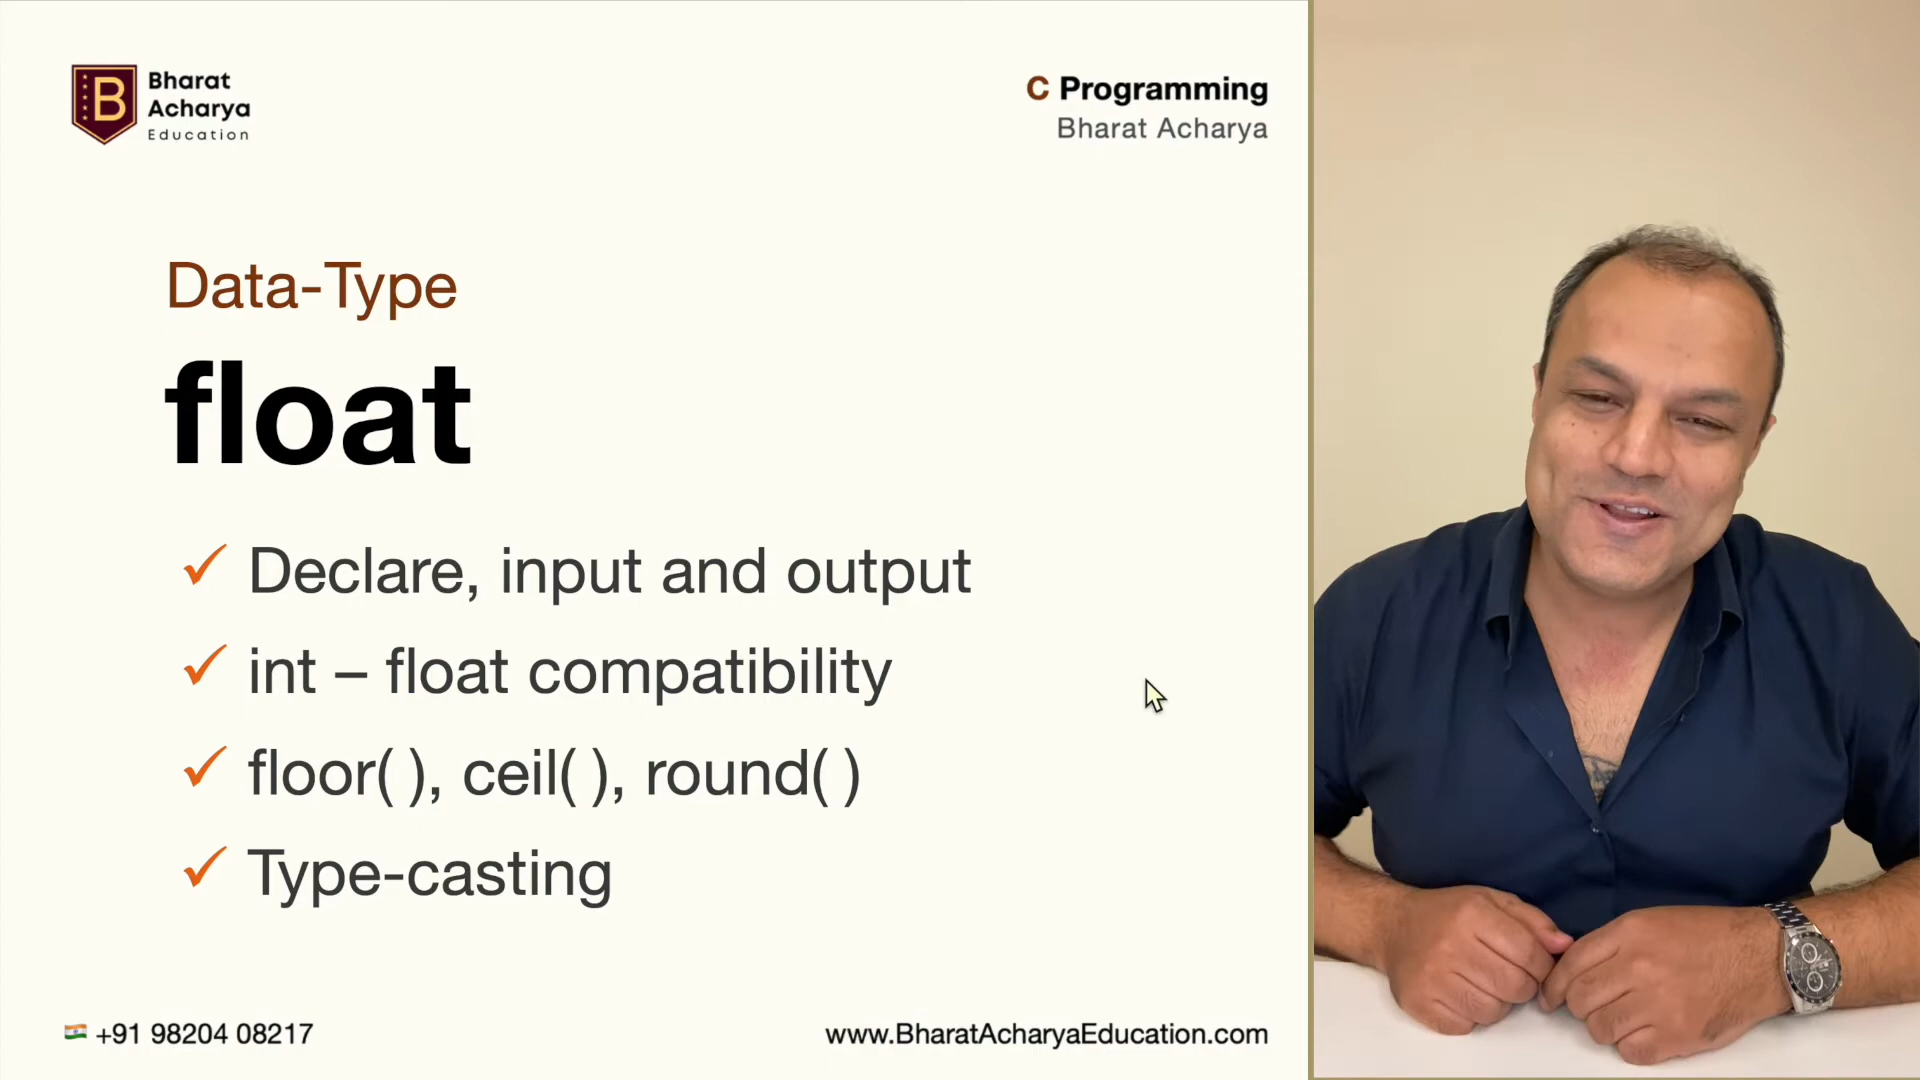 Bharat
Acharya
Education
C Programming
Bharat Acharya
Data-Type
float
✓ Declare, input and output
✓ int – float compatibility
✓ floor( ), ceil( ), round( )
✓ Type-casting
+91 98204 08217
www.BharatAcharyaEducation.com